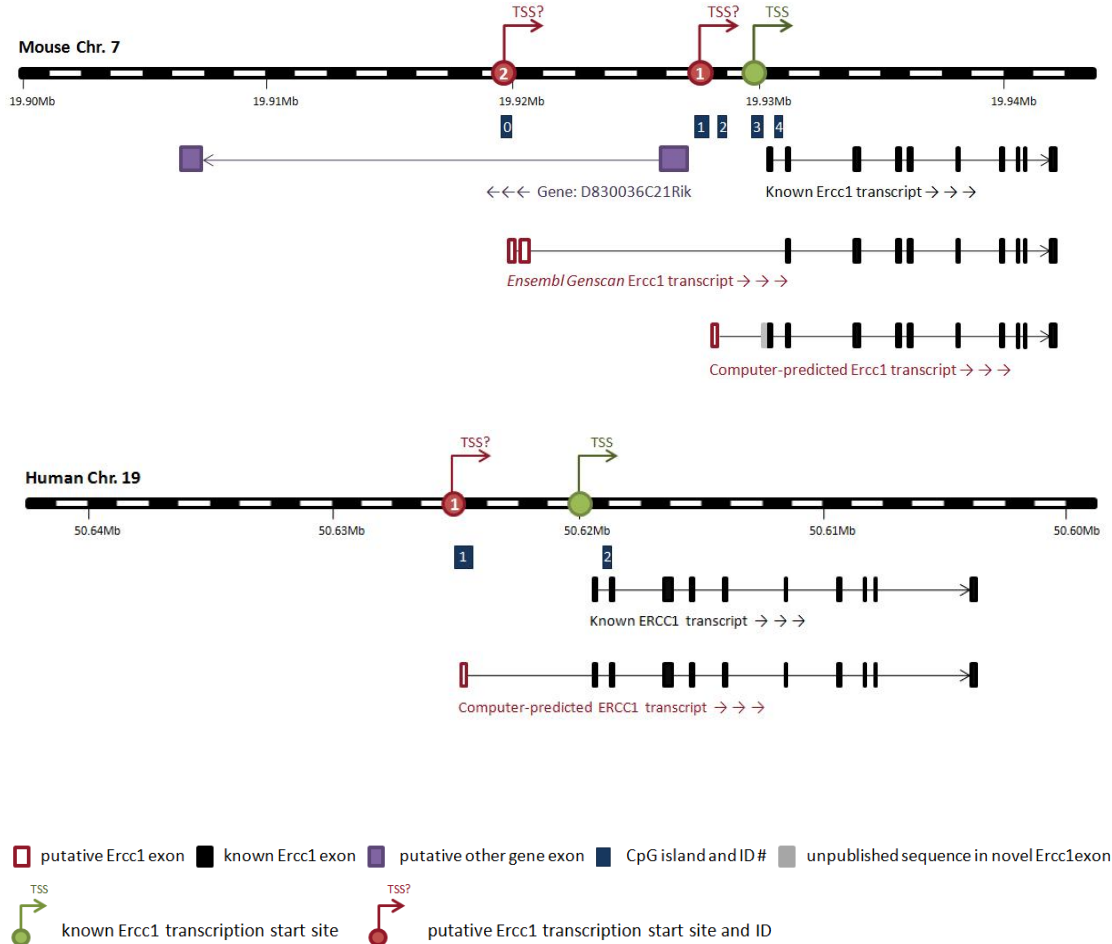 TSS? TSS? TSS
Mouse Chr. 7
2 1
19.90Mb 19.91Mb 19.92Mb 19.93Mb 19.94Mb
0 1 2 3 4
←←← Gene: D830036C21Rik Known Ercc1 transcript → → →
Ensembl Genscan Ercc1 transcript → → →
Computer-predicted Ercc1 transcript → → →
TSS? TSS
Human Chr. 19
1
50.64Mb 50.63Mb 50.62Mb 50.61Mb 50.60Mb
1 2
Known ERCC1 transcript → → →
Computer-predicted ERCC1 transcript → → →
putative Ercc1 exon known Ercc1 exon putative other gene exon CpG island and ID# unpublished sequence in novel Ercc1exon
TSS TSS?
known Ercc1 transcription start site putative Ercc1 transcription start site and ID